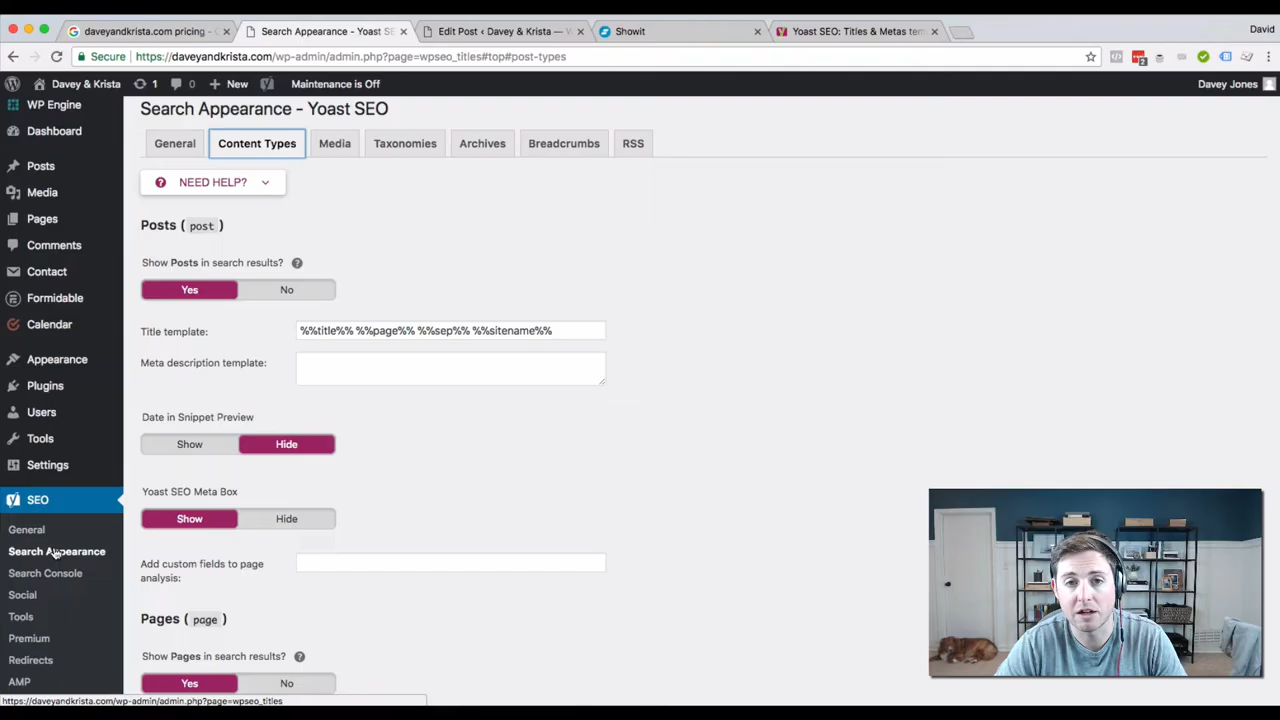 daveyandkrista.com pricing - G
Search Appearance - Yoast SE
Edit Post ‹ Davey & Krista — W
Showit
Yoast SEO: Titles & Metas tem
David
Secure
https://daveyandkrista.com/wp-admin/admin.php?page=wpseo_titles#top#post-types
2
Davey & Krista
1
0
New
Maintenance is Off
Davey Jones
WP Engine
Dashboard
Posts
Media
Pages
Comments
Contact
Formidable
Calendar
Appearance
Plugins
Users
Tools
Settings
SEO
General
Search Appearance
Search Console
Social
Tools
Premium
Redirects
AMP
Search Appearance - Yoast SEO
General
Content Types
Media
Taxonomies
Archives
Breadcrumbs
RSS
NEED HELP?
Posts ( post )
Show Posts in search results?
Yes
No
Title template:
%%title%% %%page%% %%sep%% %%sitename%%
Meta description template:
Date in Snippet Preview
Show
Hide
Yoast SEO Meta Box
Show
Hide
Add custom fields to page
analysis:
Pages ( page )
Show Pages in search results?
Yes
No
https://daveyandkrista.com/wp-admin/admin.php?page=wpseo_titles